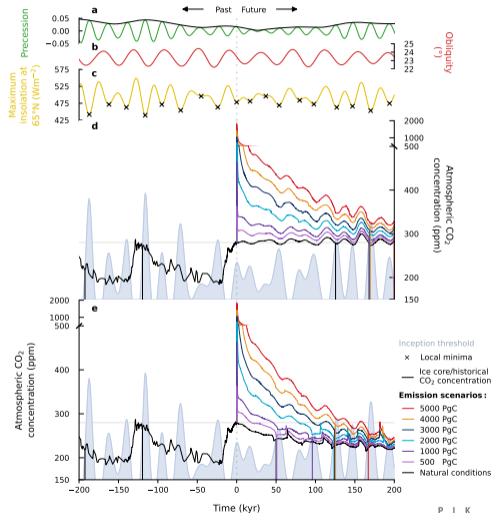 a
Past Future
0.05
0.00
−0.05
Precession
b
25
24
23
22
Obliquity
(°)
c
575
525
475
425
Maximum
insolation at
65°N (Wm⁻²)
d
2000
1000
500
400
300
200
150
Atmospheric CO₂
concentration (ppm)
e
2000
1000
500
400
300
200
150
Atmospheric CO₂
concentration (ppm)
−200 −150 −100 −50 0 50 100 150 200
Time (kyr)
Inception threshold
Local minima
Ice core/historical
CO₂ concentration
Emission scenarios:
5000 PgC
4000 PgC
3000 PgC
2000 PgC
1000 PgC
500 PgC
Natural conditions
P I K